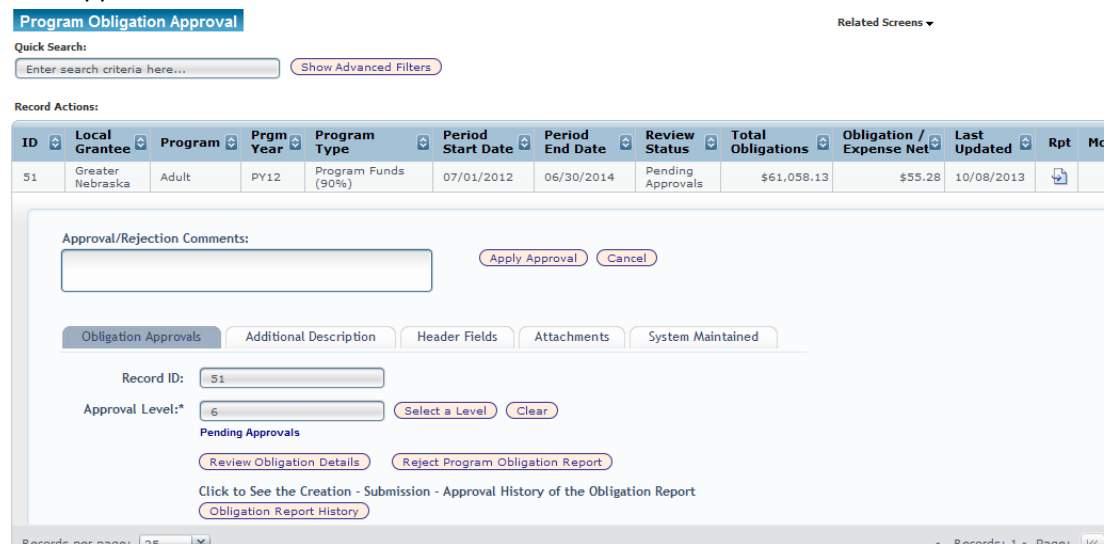 Program Obligation Approval
Related Screens
Quick Search:
Enter search criteria here...
Show Advanced Filters
Record Actions:
ID Local Grantee Program Prgm Year Program Type Period Start Date Period End Date Review Status Total Obligations Obligation / Expense Net Last Updated Rpt
51 Greater Nebraska Adult PY12 Program Funds (90%) 07/01/2012 06/30/2014 Pending Approvals $61,058.13 $55.28 10/08/2013
Approval/Rejection Comments:
Apply Approval Cancel
Obligation Approvals Additional Description Header Fields Attachments System Maintained
Record ID: 51
Approval Level:* 6 Select a Level Clear
Pending Approvals
Review Obligation Details Reject Program Obligation Report
Click to See the Creation - Submission - Approval History of the Obligation Report
Obligation Report History
Records per page: 25 Records: 1 - Page: